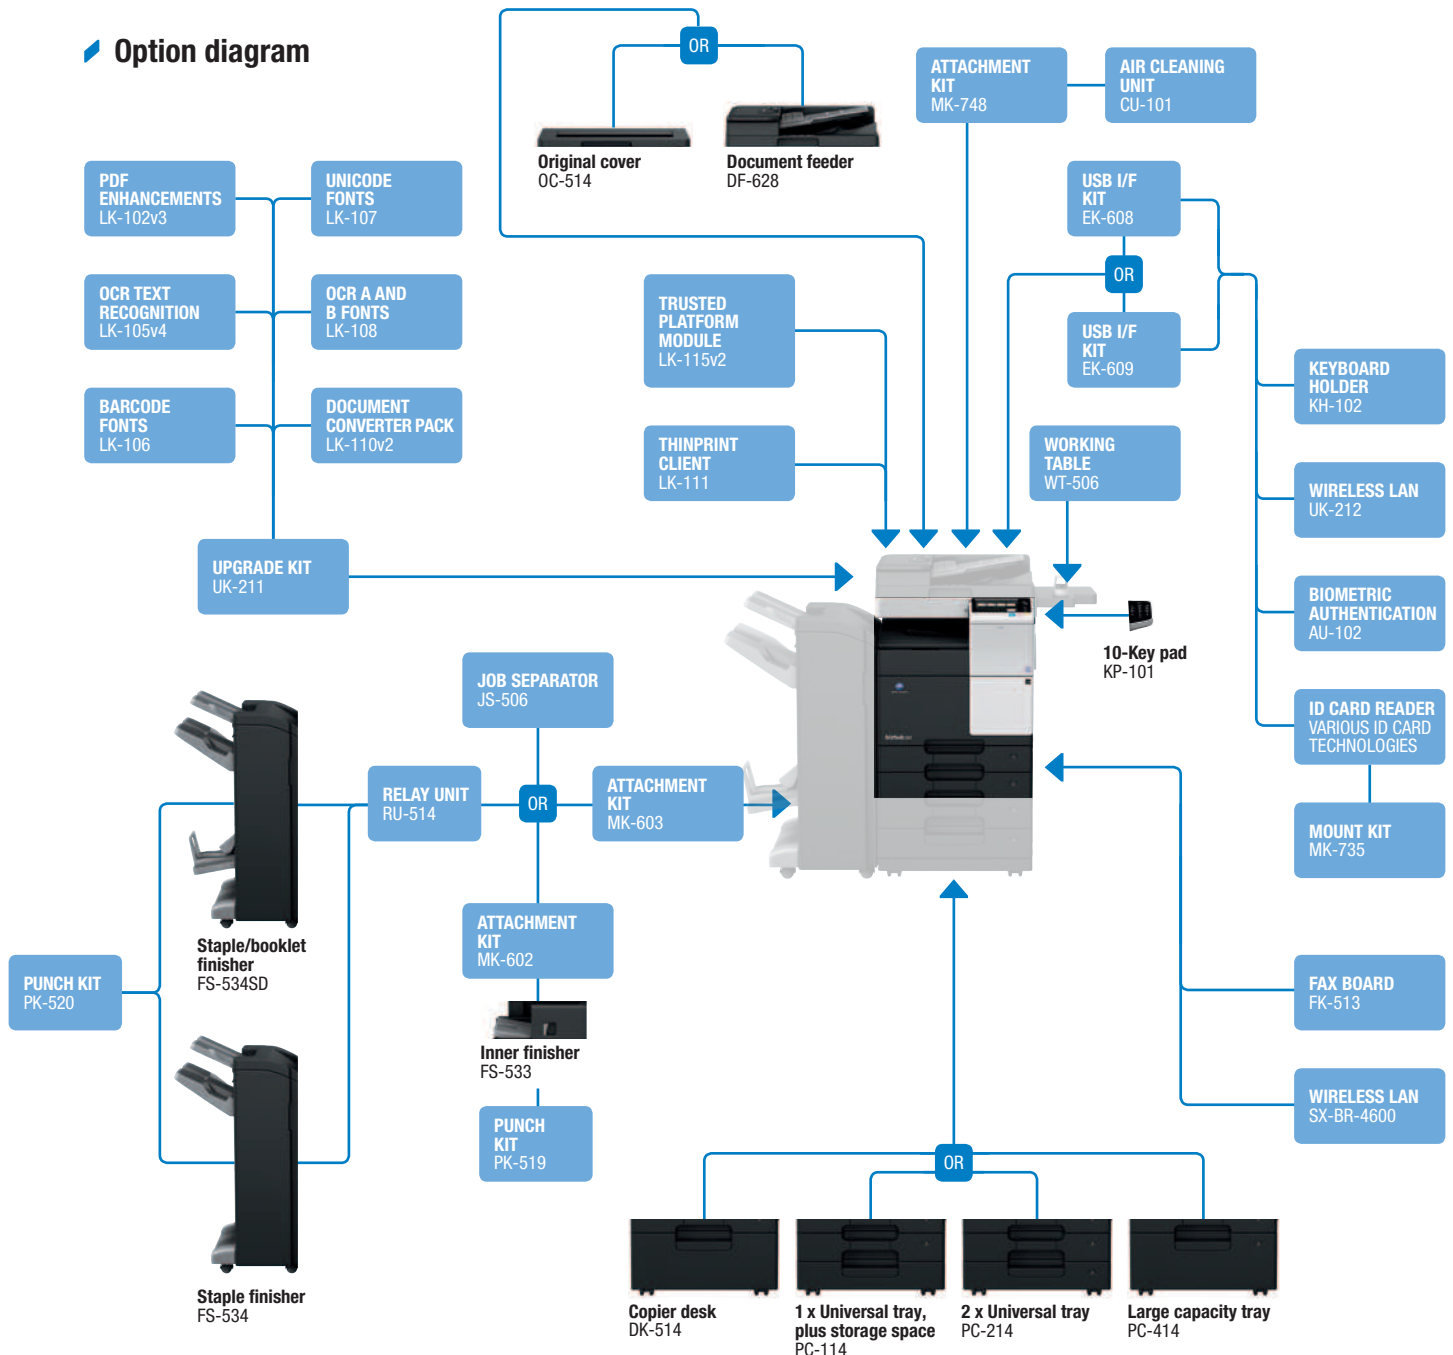 Option diagram
OR
ATTACHMENT
KIT
MK-748
AIR CLEANING
UNIT
CU-101
Original cover
OC-514
Document feeder
DF-628
PDF
ENHANCEMENTS
LK-102v3
UNICODE
FONTS
LK-107
USB I/F
KIT
EK-608
OR
USB I/F
KIT
EK-609
OCR TEXT
RECOGNITION
LK-105v4
OCR A AND
B FONTS
LK-108
TRUSTED
PLATFORM
MODULE
LK-115v2
BARCODE
FONTS
LK-106
DOCUMENT
CONVERTER PACK
LK-110v2
THINPRINT
CLIENT
LK-111
WORKING
TABLE
WT-506
KEYBOARD
HOLDER
KH-102
WIRELESS LAN
UK-212
UPGRADE KIT
UK-211
BIOMETRIC
AUTHENTICATION
AU-102
10-Key pad
KP-101
JOB SEPARATOR
JS-506
ID CARD READER
VARIOUS ID CARD
TECHNOLOGIES
RELAY UNIT
RU-514
OR
ATTACHMENT
KIT
MK-603
MOUNT KIT
MK-735
ATTACHMENT
KIT
MK-602
Staple/booklet
finisher
FS-534SD
PUNCH KIT
PK-520
FAX BOARD
FK-513
Inner finisher
FS-533
WIRELESS LAN
SX-BR-4600
PUNCH
KIT
PK-519
OR
Staple finisher
FS-534
Copier desk
DK-514
1 x Universal tray,
plus storage space
PC-114
2 x Universal tray
PC-214
Large capacity tray
PC-414